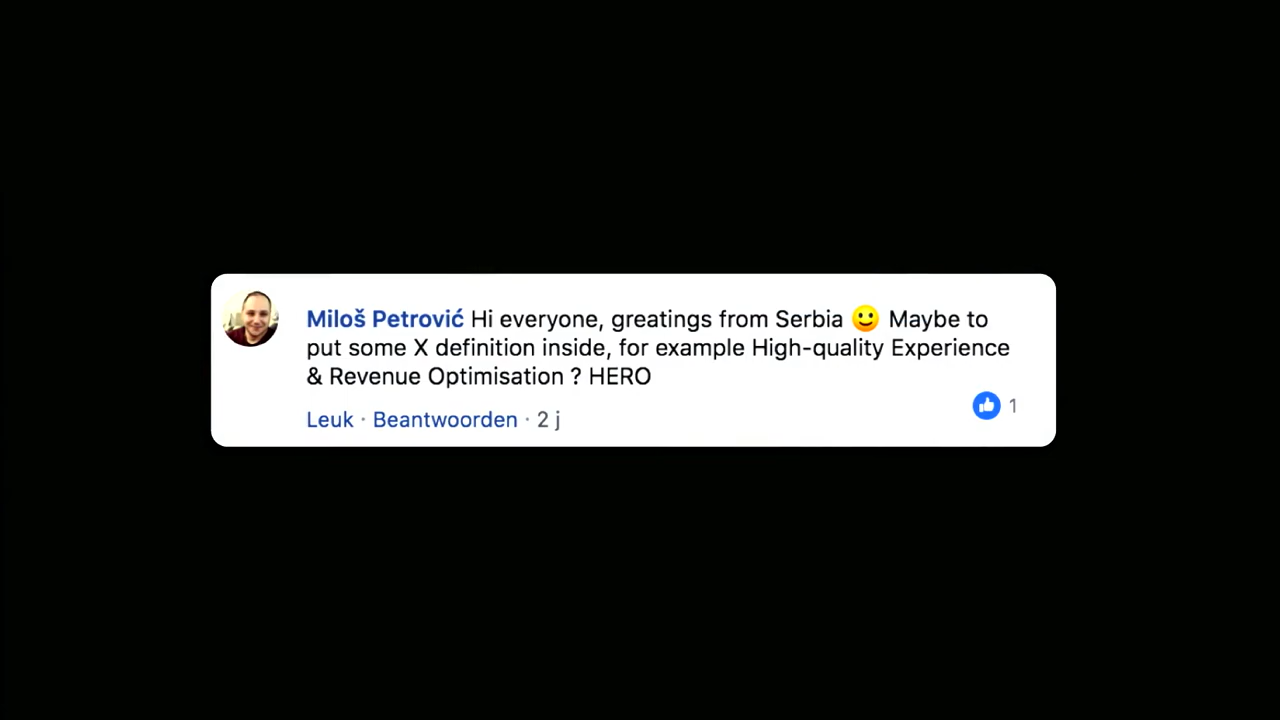 Miloš Petrović Hi everyone, greatings from Serbia 🙂 Maybe to
put some X definition inside, for example High-quality Experience
& Revenue Optimisation ? HERO
Leuk · Beantwoorden · 2 j
1